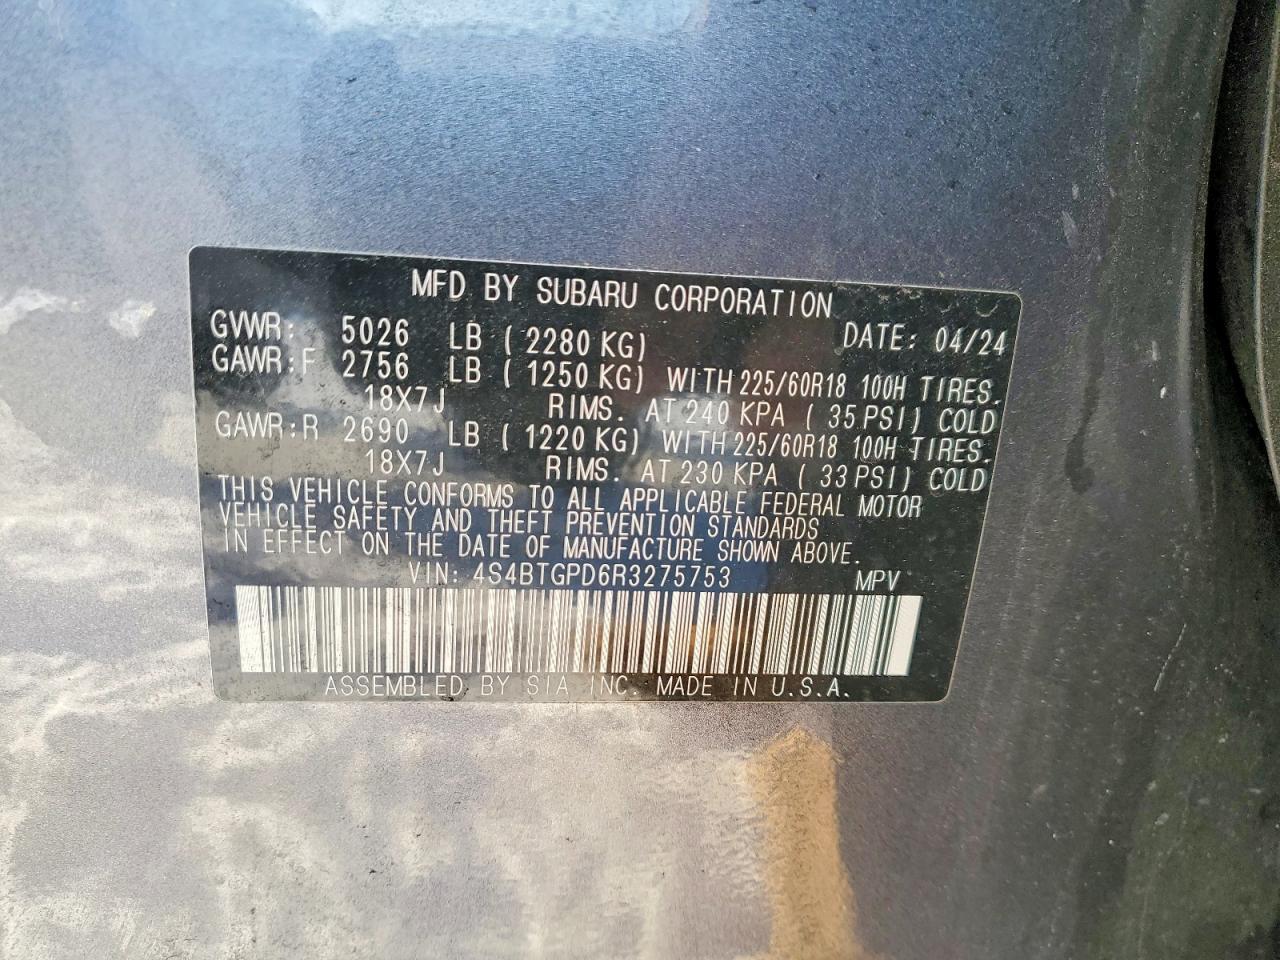 MFD BY SUBARU CORPORATION
GVWR: 5026 LB ( 2280 KG) DATE: 04/24
GAWR:F 2756 LB ( 1250 KG) WITH 225/60R18 100H TIRES.
18X7J RIMS. AT 240 KPA ( 35 PSI) COLD
GAWR:R 2690 LB ( 1220 KG) WITH 225/60R18 100H TIRES.
18X7J RIMS. AT 230 KPA ( 33 PSI) COLD
THIS VEHICLE CONFORMS TO ALL APPLICABLE FEDERAL MOTOR
VEHICLE SAFETY AND THEFT PREVENTION STANDARDS
IN EFFECT ON THE DATE OF MANUFACTURE SHOWN ABOVE.
VIN: 4S4BTGPD6R3275753 MPV
ASSEMBLED BY SIA INC. MADE IN U.S.A.